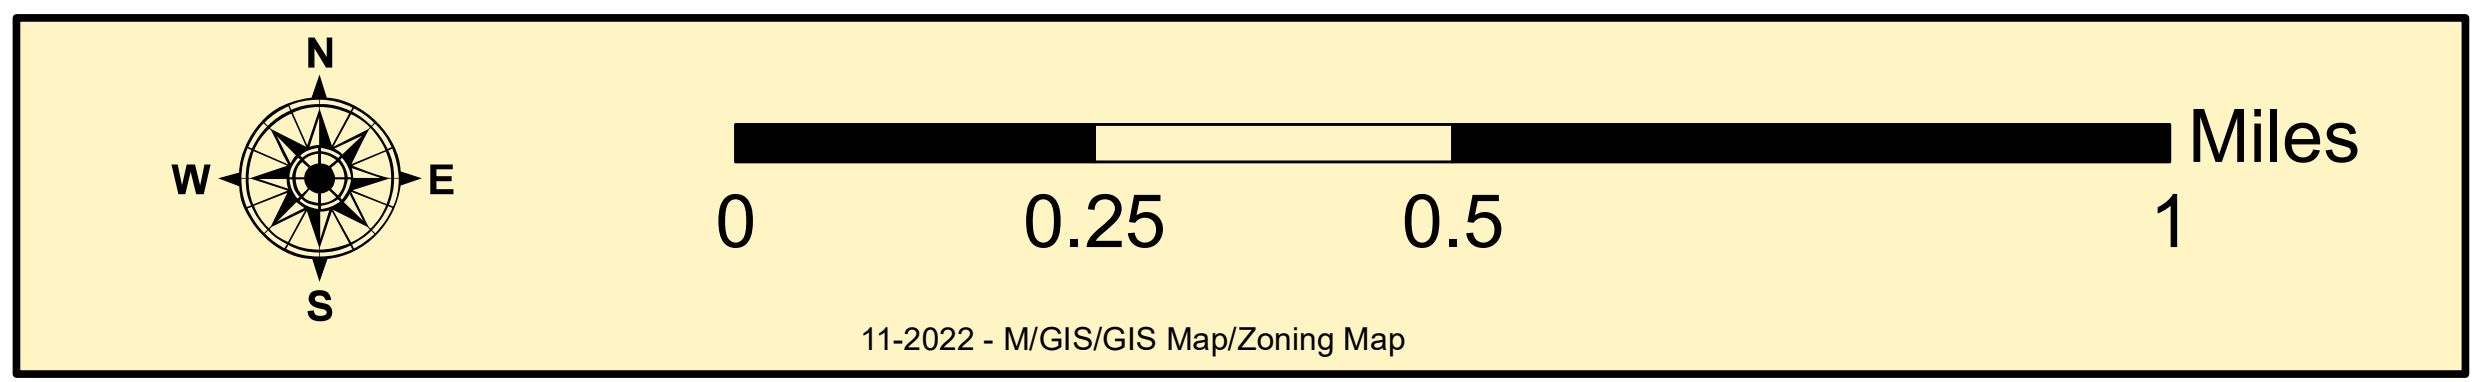 N
W E
S
Miles
0 0.25 0.5 1
11-2022 - M/GIS/GIS Map/Zoning Map